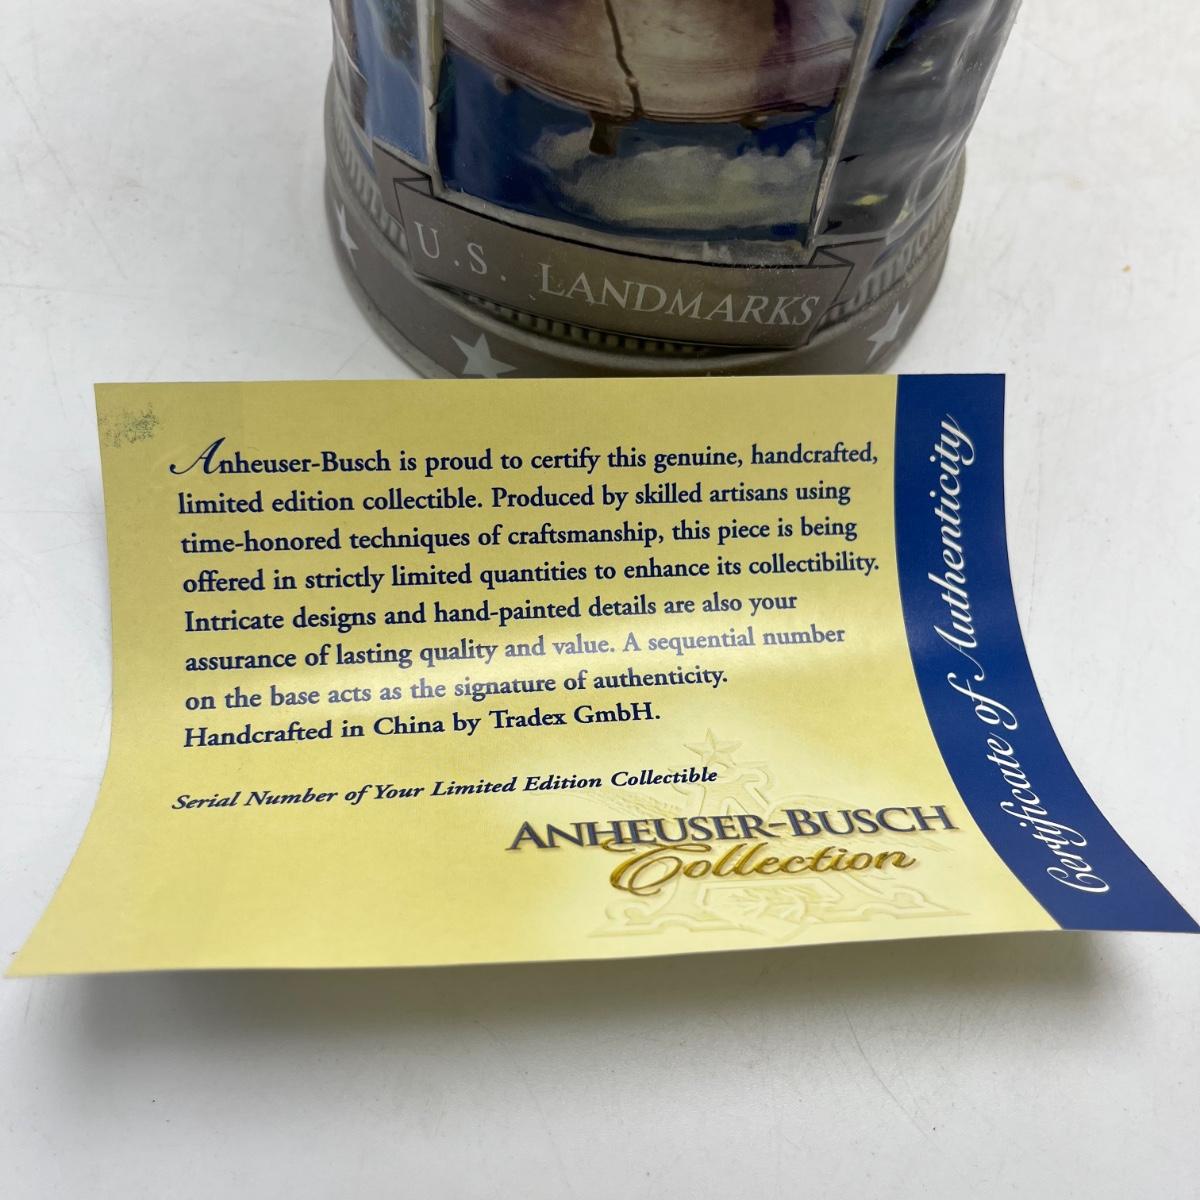 U.S. LANDMARKS
Anheuser-Busch is proud to certify this genuine, handcrafted,
limited edition collectible. Produced by skilled artisans using
time-honored techniques of craftsmanship, this piece is being
offered in strictly limited quantities to enhance its collectibility.
Intricate designs and hand-painted details are also your
assurance of lasting quality and value. A sequential number
on the base acts as the signature of authenticity.
Handcrafted in China by Tradex GmbH.
Serial Number of Your Limited Edition Collectible
ANHEUSER-BUSCH
Collection
Certificate of Authenticity